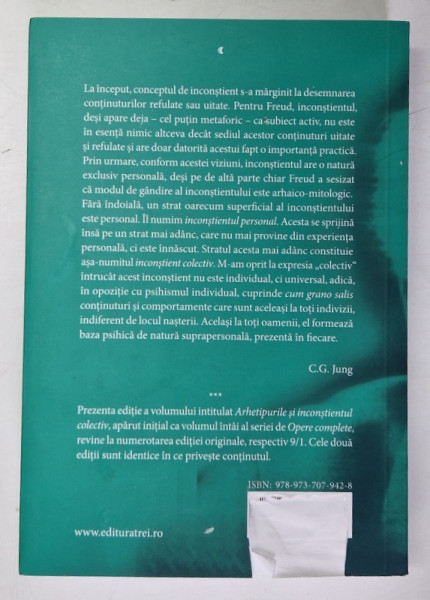 La început, conceptul de inconștient s-a mărginit la desemnarea
conținuturilor refulate sau uitate. Pentru Freud, inconștientul,
deși apare deja – cel puțin metaforic – ca subiect activ, nu este
în esență nimic altceva decât sediul acestor conținuturi uitate
și refulate și are doar datorită acestui fapt o importanță practică.
Prin urmare, conform acestei viziuni, inconștientul are o natură
exclusiv personală, deși pe de altă parte chiar Freud a sesizat
că modul de gândire al inconștientului este arhaico-mitologic.
Fără îndoială, un strat oarecum superficial al inconștientului
este personal. Îl numim inconștientul personal. Acesta se sprijină
însă pe un strat mai adânc, care nu mai provine din experiența
personală, ci este înnăscut. Stratul acesta mai adânc constituie
așa-numitul inconștient colectiv. M-am oprit la expresia „colectiv”
întrucât acest inconștient nu este individual, ci universal, adică,
în opoziție cu psihismul individual, cuprinde cum grano salis
conținuturi și comportamente care sunt aceleași la toți indivizii,
indiferent de locul nașterii. Același la toți oamenii, el formează
baza psihică de natură suprapersonală, prezentă în fiecare.
C.G. Jung
***
Prezenta ediție a volumului intitulat Arhetipurile și inconștientul
colectiv, apărut inițial ca volumul întâi al seriei de Opere complete,
revine la numerotarea ediției originale, respectiv 9/1. Cele două
ediții sunt identice în ce privește conținutul.
ISBN: 978-973-707-942-8
www.edituratrei.ro